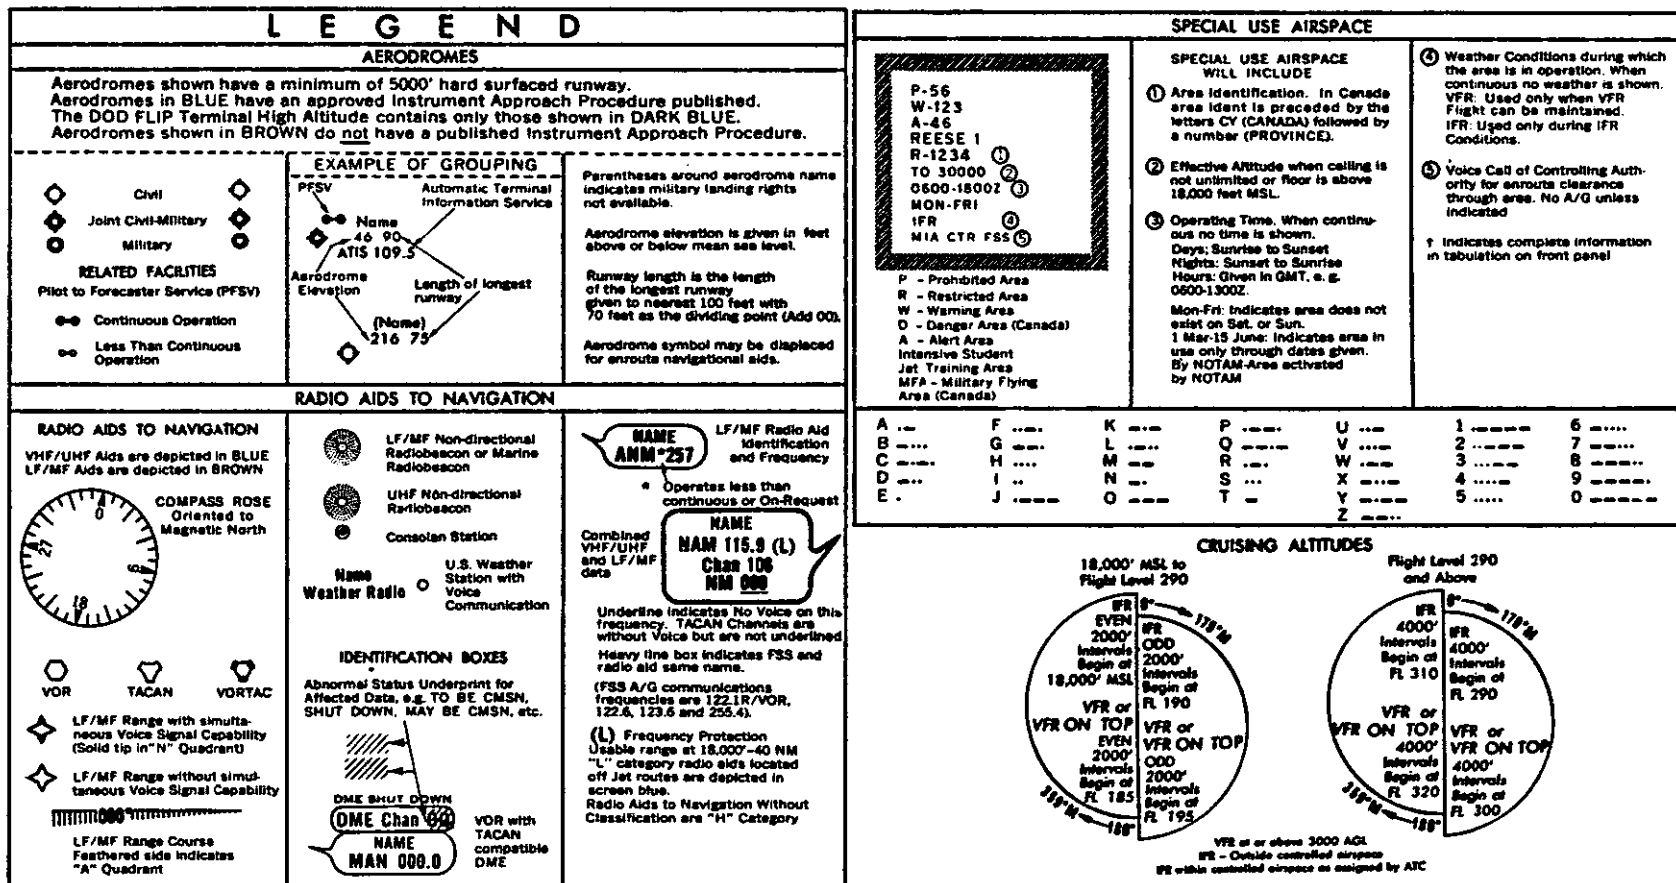 LEGEND
AERODROMES
Aerodromes shown have a minimum of 5000' hard surfaced runway.
Aerodromes in BLUE have an approved Instrument Approach Procedure published.
The DOD FLIP Terminal High Altitude contains only those shown in DARK BLUE.
Aerodromes shown in BROWN do not have a published Instrument Approach Procedure.
Civil
Joint Civil-Military
Military
RELATED FACILITIES
Pilot to Forecaster Service (PFSV)
Continuous Operation
Less Than Continuous
Operation
EXAMPLE OF GROUPING
PFSV
Automatic Terminal
Information Service
Name
46 90
ATIS 109.5
Aerodrome
Elevation
Length of longest
runway
(Name)
216 75
Parentheses around aerodrome name
indicates military landing rights
not available.
Aerodrome elevation is given in feet
above or below mean sea level.
Runway length is the length
of the longest runway
given to nearest 100 feet with
70 feet as the dividing point (Add 00).
Aerodrome symbol may be displaced
for enroute navigational aids.
RADIO AIDS TO NAVIGATION
RADIO AIDS TO NAVIGATION
VHF/UHF Aids are depicted in BLUE
LF/MF Aids are depicted in BROWN
COMPASS ROSE
Oriented to
Magnetic North
0
9
18
27
VOR
TACAN
VORTAC
LF/MF Range with simulta-
neous Voice Signal Capability
(Solid tip in "N" Quadrant)
LF/MF Range without simul-
taneous Voice Signal Capability
000°
LF/MF Range Course
Feathered side indicates
"A" Quadrant
LF/MF Non-directional
Radiobeacon or Marine
Radiobeacon
UHF Non-directional
Radiobeacon
Consolan Station
Name
Weather Radio
U.S. Weather
Station with
Voice
Communication
IDENTIFICATION BOXES
Abnormal Status Underprint for
Affected Data, e.g. TO BE CMSN,
SHUT DOWN, MAY BE CMSN, etc.
DME SHUT DOWN
DME Chan 00
NAME
MAN 000.0
VOR with
TACAN
compatible
DME
NAME
ANM*257
LF/MF Radio Aid
Identification
and Frequency
* Operates less than
continuous or On-Request
Combined
VHF/UHF
and LF/MF
data
NAME
NAM 115.9 (L)
Chan 106
NM 000
Underline indicates No Voice on this
frequency. TACAN Channels are
without Voice but are not underlined
Heavy line box indicates FSS and
radio aid same name.
(FSS A/G communications
frequencies are 122.1R/VOR,
122.6, 123.6 and 255.4).
(L) Frequency Protection
Usable range at 18,000'-40 NM
"L" category radio aids located
off Jet routes are depicted in
screen blue.
Radio Aids to Navigation Without
Classification are "H" Category
SPECIAL USE AIRSPACE
P-56
W-123
A-46
REESE 1
R-1234 ①
TO 30000 ②
0600-1800Z ③
MON-FRI
IFR ④
MIA CTR FSS ⑤
P - Prohibited Area
R - Restricted Area
W - Warning Area
D - Danger Area (Canada)
A - Alert Area
Intensive Student
Jet Training Area
MFA - Military Flying
Area (Canada)
SPECIAL USE AIRSPACE
WILL INCLUDE
① Area Identification. In Canada
area ident is preceded by the
letters CY (CANADA) followed by
a number (PROVINCE).
② Effective Altitude when ceiling is
not unlimited or floor is above
18,000 feet MSL.
③ Operating Time. When continu-
ous no time is shown.
Days; Sunrise to Sunset
Nights: Sunset to Sunrise
Hours: Given in GMT, e. g.
0600-1300Z.
Mon-Fri: Indicates area does not
exist on Sat. or Sun.
1 Mar-15 June: Indicates area in
use only through dates given.
By NOTAM-Area activated
by NOTAM
④ Weather Conditions during which
the area is in operation. When
continuous no weather is shown.
VFR: Used only when VFR
Flight can be maintained.
IFR: Used only during IFR
Conditions.
⑤ Voice Call of Controlling Auth-
ority for enroute clearance
through area. No A/G unless
indicated
† Indicates complete information
in tabulation on front panel
A .— F ..—. K —.— P .——. U ..— 1 .———— 6 —....
B —... G ——. L .—.. Q ——.— V ...— 2 ..——— 7 ——...
C —.—. H .... M —— R .—. W .—— 3 ...—— 8 ———..
D —.. I .. N —. S ... X —..— 4 ....— 9 ————.
E . J .——— O ——— T — Y —.—— 5 ..... 0 —————
Z ——..
CRUISING ALTITUDES
18,000' MSL to
Flight Level 290
IFR
EVEN
2000'
Intervals
Begin at
18,000' MSL
VFR or
VFR ON TOP
EVEN
2000'
Intervals
Begin at
FL 185
0°
179°M
IFR
ODD
2000'
Intervals
Begin at
FL 190
VFR or
VFR ON TOP
ODD
2000'
Intervals
Begin at
FL 195
359°M
180°
Flight Level 290
and Above
IFR
4000'
Intervals
Begin at
FL 310
VFR or
VFR ON TOP
4000'
Intervals
Begin at
FL 320
0°
179°M
IFR
4000'
Intervals
Begin at
FL 290
VFR or
VFR ON TOP
4000'
Intervals
Begin at
FL 300
359°M
180°
VFR at or above 3000 AGL
IFR - Outside controlled airspace
IFR within controlled airspace as assigned by ATC